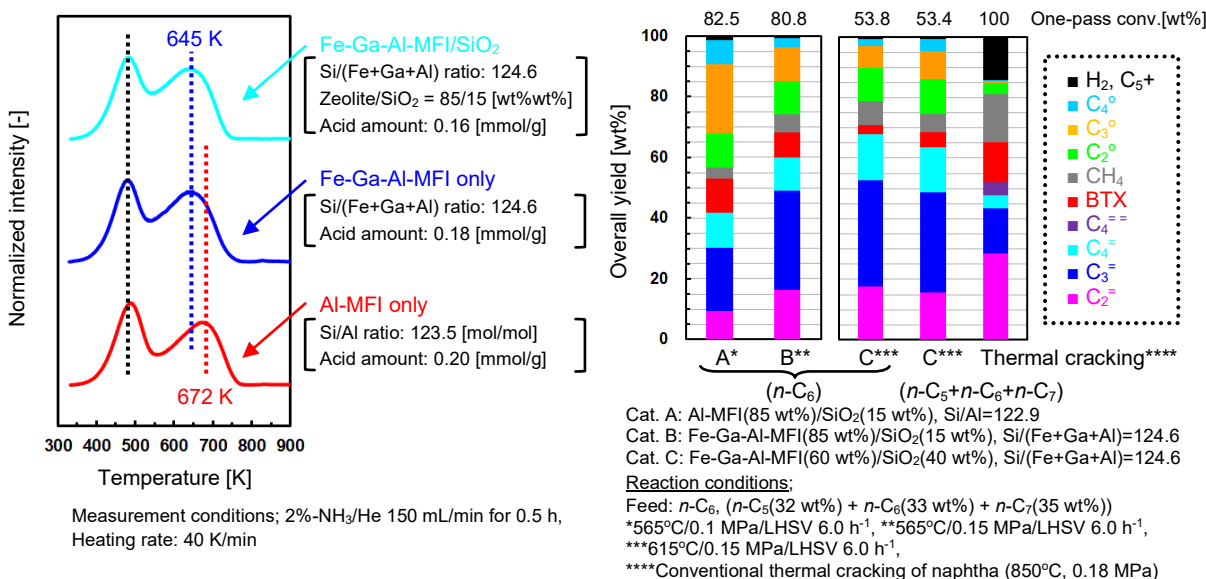 Normalized intensity [-]
645 K
Fe-Ga-Al-MFI/SiO₂
Si/(Fe+Ga+Al) ratio: 124.6
Zeolite/SiO₂ = 85/15 [wt%wt%]
Acid amount: 0.16 [mmol/g]
Fe-Ga-Al-MFI only
Si/(Fe+Ga+Al) ratio: 124.6
Acid amount: 0.18 [mmol/g]
Al-MFI only
Si/Al ratio: 123.5 [mol/mol]
Acid amount: 0.20 [mmol/g]
672 K
300 400 500 600 700 800 900
Temperature [K]
Measurement conditions; 2%-NH₃/He 150 mL/min for 0.5 h,
Heating rate: 40 K/min
82.5 80.8 53.8 53.4 100 One-pass conv.[wt%]
Overall yield [wt%]
100
80
60
40
20
0
H₂, C₅+
C₄º
C₃º
C₂º
CH₄
BTX
C₄⁼ ⁼
C₄⁼
C₃⁼
C₂⁼
A* B** C*** C*** Thermal cracking****
(n-C₆) (n-C₅+n-C₆+n-C₇)
Cat. A: Al-MFI(85 wt%)/SiO₂(15 wt%), Si/Al=122.9
Cat. B: Fe-Ga-Al-MFI(85 wt%)/SiO₂(15 wt%), Si/(Fe+Ga+Al)=124.6
Cat. C: Fe-Ga-Al-MFI(60 wt%)/SiO₂(40 wt%), Si/(Fe+Ga+Al)=124.6
Reaction conditions;
Feed: n-C₆, (n-C₅(32 wt%) + n-C₆(33 wt%) + n-C₇(35 wt%))
*565ºC/0.1 MPa/LHSV 6.0 h⁻¹, **565ºC/0.15 MPa/LHSV 6.0 h⁻¹,
***615ºC/0.15 MPa/LHSV 6.0 h⁻¹,
****Conventional thermal cracking of naphtha (850ºC, 0.18 MPa)